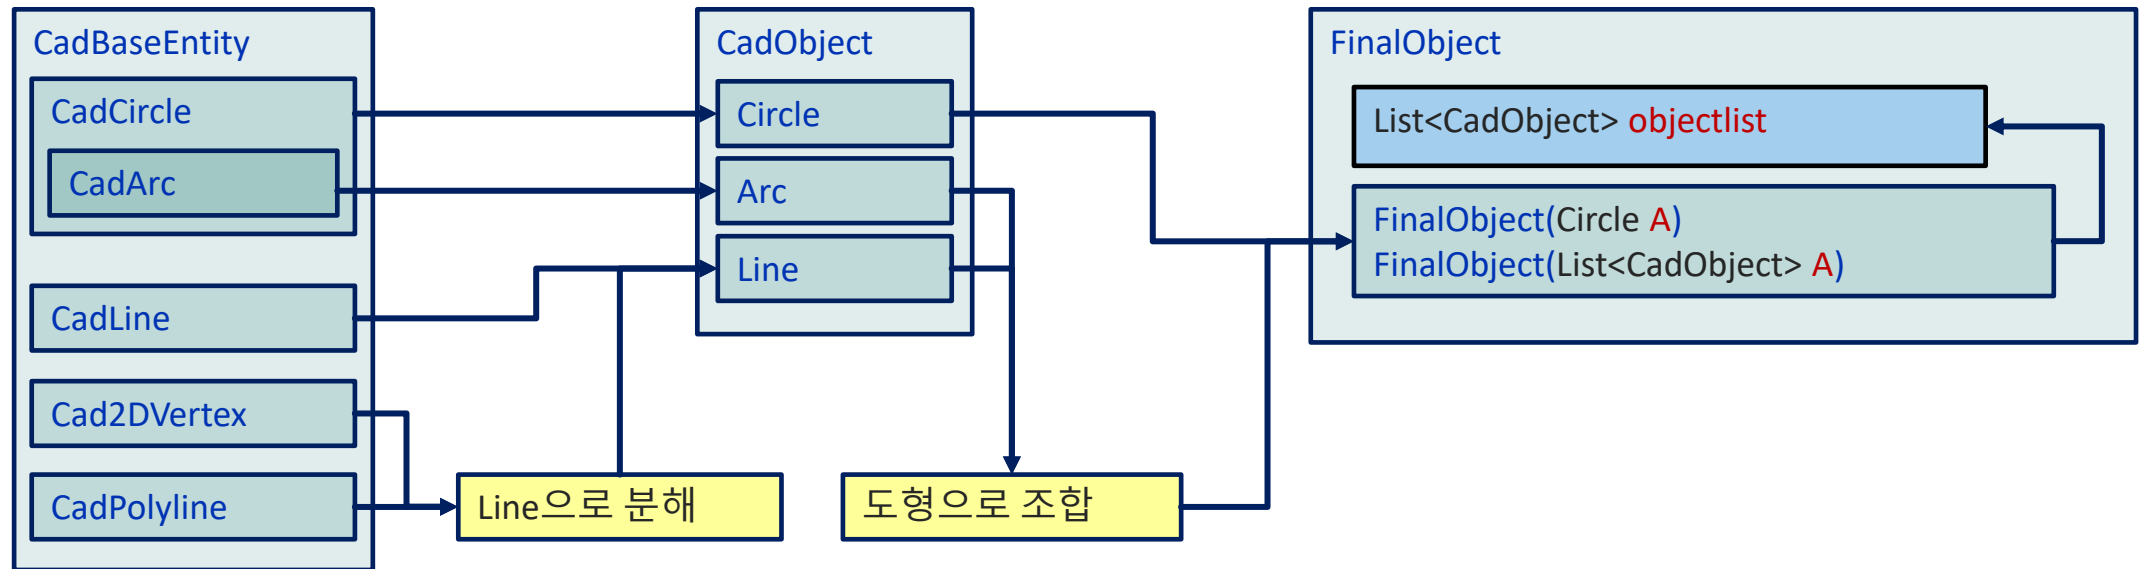 CadBaseEntity
CadCircle
CadArc
CadLine
Cad2DVertex
CadPolyline
Line으로 분해
CadObject
Circle
Arc
Line
도형으로 조합
FinalObject
List<CadObject> objectlist
FinalObject(Circle A)
FinalObject(List<CadObject> A)